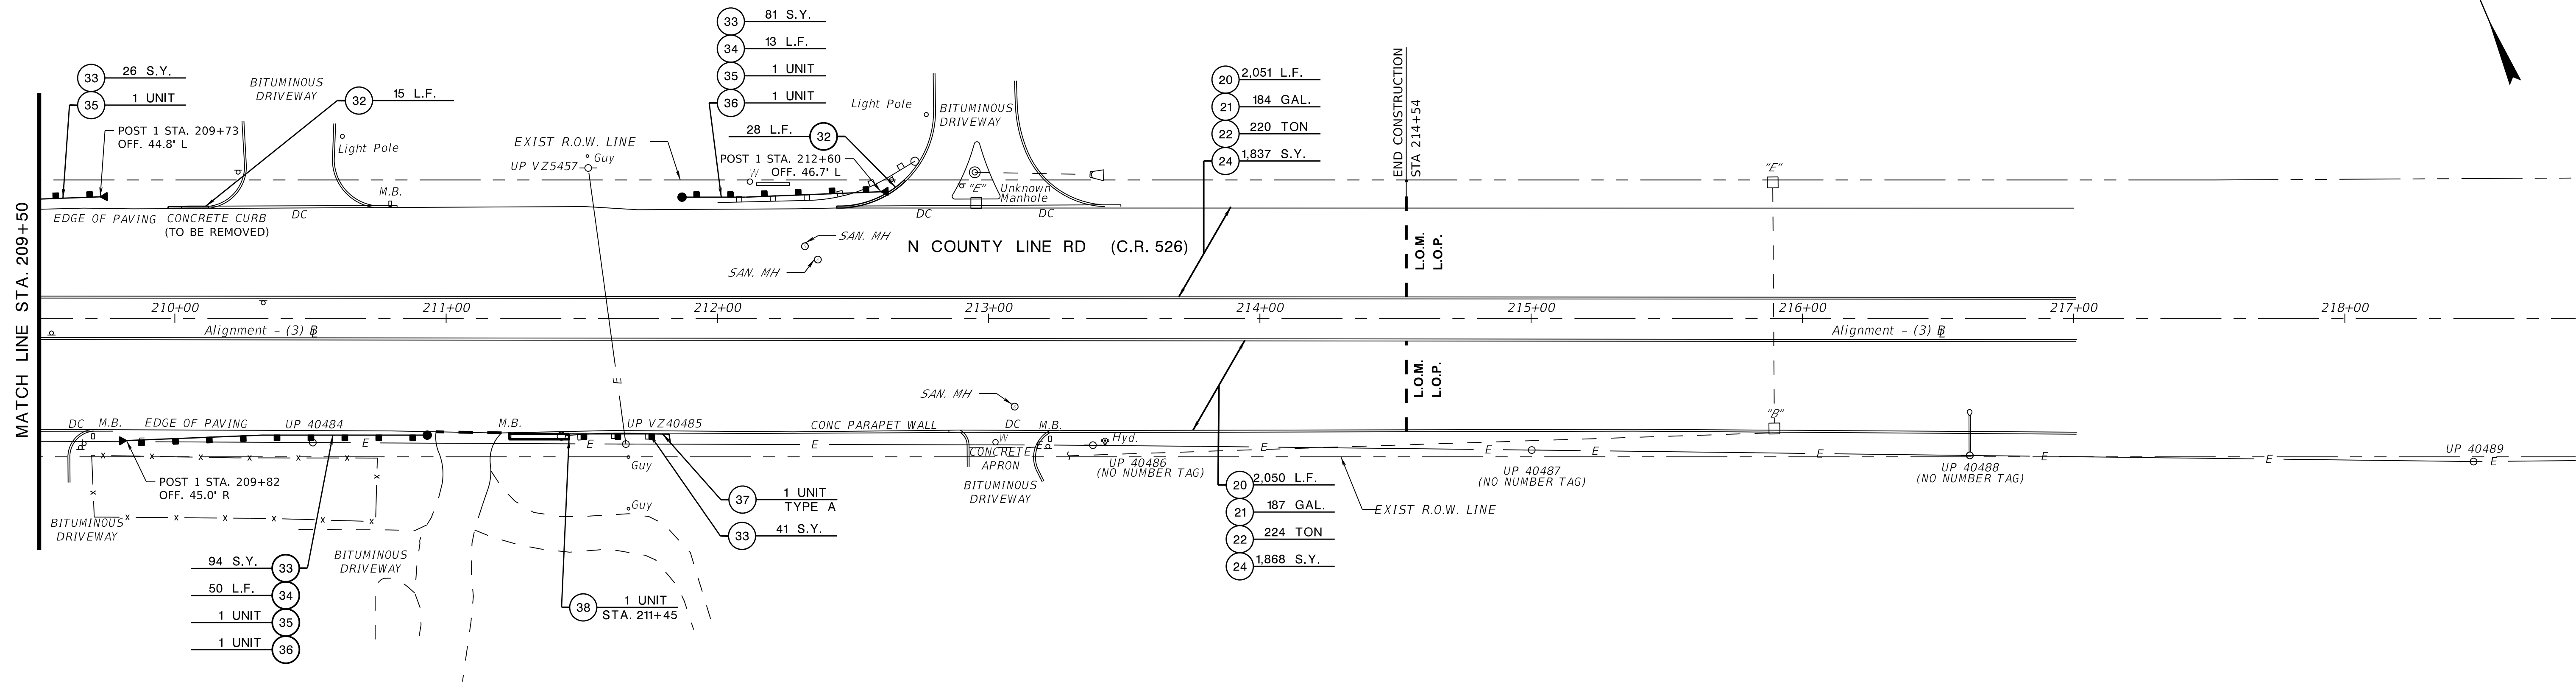 33 81 S.Y.
34 13 L.F.
35 1 UNIT
36 1 UNIT
33 26 S.Y.
35 1 UNIT
POST 1 STA. 209+73
OFF. 44.8' L
BITUMINOUS
DRIVEWAY
32 15 L.F.
Light Pole
M.B.
EXIST R.O.W. LINE
Guy
UP VZ5457
28 L.F. 32
POST 1 STA. 212+60
OFF. 46.7' L
W
Light Pole
BITUMINOUS
DRIVEWAY
"E"
Unknown
Manhole
20 2,051 L.F.
21 184 GAL.
22 220 TON
24 1,837 S.Y.
END CONSTRUCTION
STA 214+54
"E"
MATCH LINE STA. 209+50
EDGE OF PAVING
CONCRETE CURB
(TO BE REMOVED)
DC
DC
DC
SAN. MH
SAN. MH
N COUNTY LINE RD (C.R. 526)
L.O.M.
L.O.P.
210+00
211+00
212+00
213+00
214+00
215+00
216+00
217+00
218+00
Alignment - (3) BL
Alignment - (3) BL
E
L.O.M.
L.O.P.
SAN. MH
"B"
DC
M.B.
EDGE OF PAVING
UP 40484
M.B.
UP VZ40485
CONC PARAPET WALL
DC
M.B.
E
E
E
E
W
Hyd.
E
E
E
E
E
E
E
E
CONCRETE
APRON
Guy
Guy
UP 40486
(NO NUMBER TAG)
UP 40487
(NO NUMBER TAG)
UP 40488
(NO NUMBER TAG)
UP 40489
POST 1 STA. 209+82
OFF. 45.0' R
BITUMINOUS
DRIVEWAY
BITUMINOUS
DRIVEWAY
BITUMINOUS
DRIVEWAY
37 1 UNIT
TYPE A
33 41 S.Y.
20 2,050 L.F.
21 187 GAL.
22 224 TON
24 1,868 S.Y.
EXIST R.O.W. LINE
94 S.Y. 33
50 L.F. 34
1 UNIT 35
1 UNIT 36
38 1 UNIT
STA. 211+45